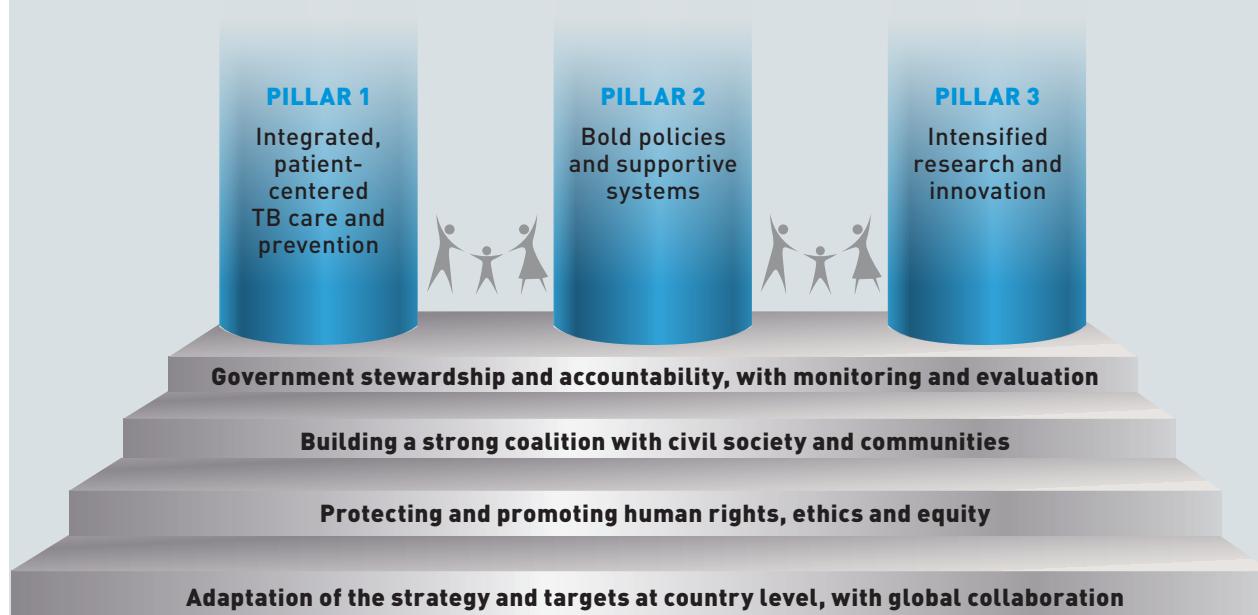 PILLAR 1
Integrated,
patient-
centered
TB care and
prevention
PILLAR 2
Bold policies
and supportive
systems
PILLAR 3
Intensified
research and
innovation
Government stewardship and accountability, with monitoring and evaluation
Building a strong coalition with civil society and communities
Protecting and promoting human rights, ethics and equity
Adaptation of the strategy and targets at country level, with global collaboration